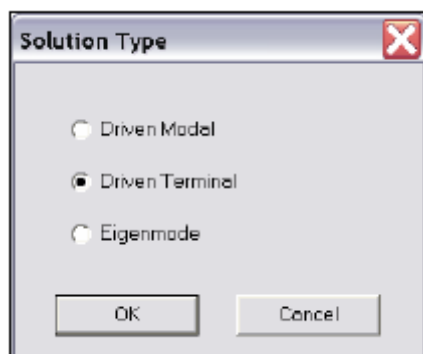 Solution Type
Driven Modal
Driven Terminal
Eigenmode
OK Cancel